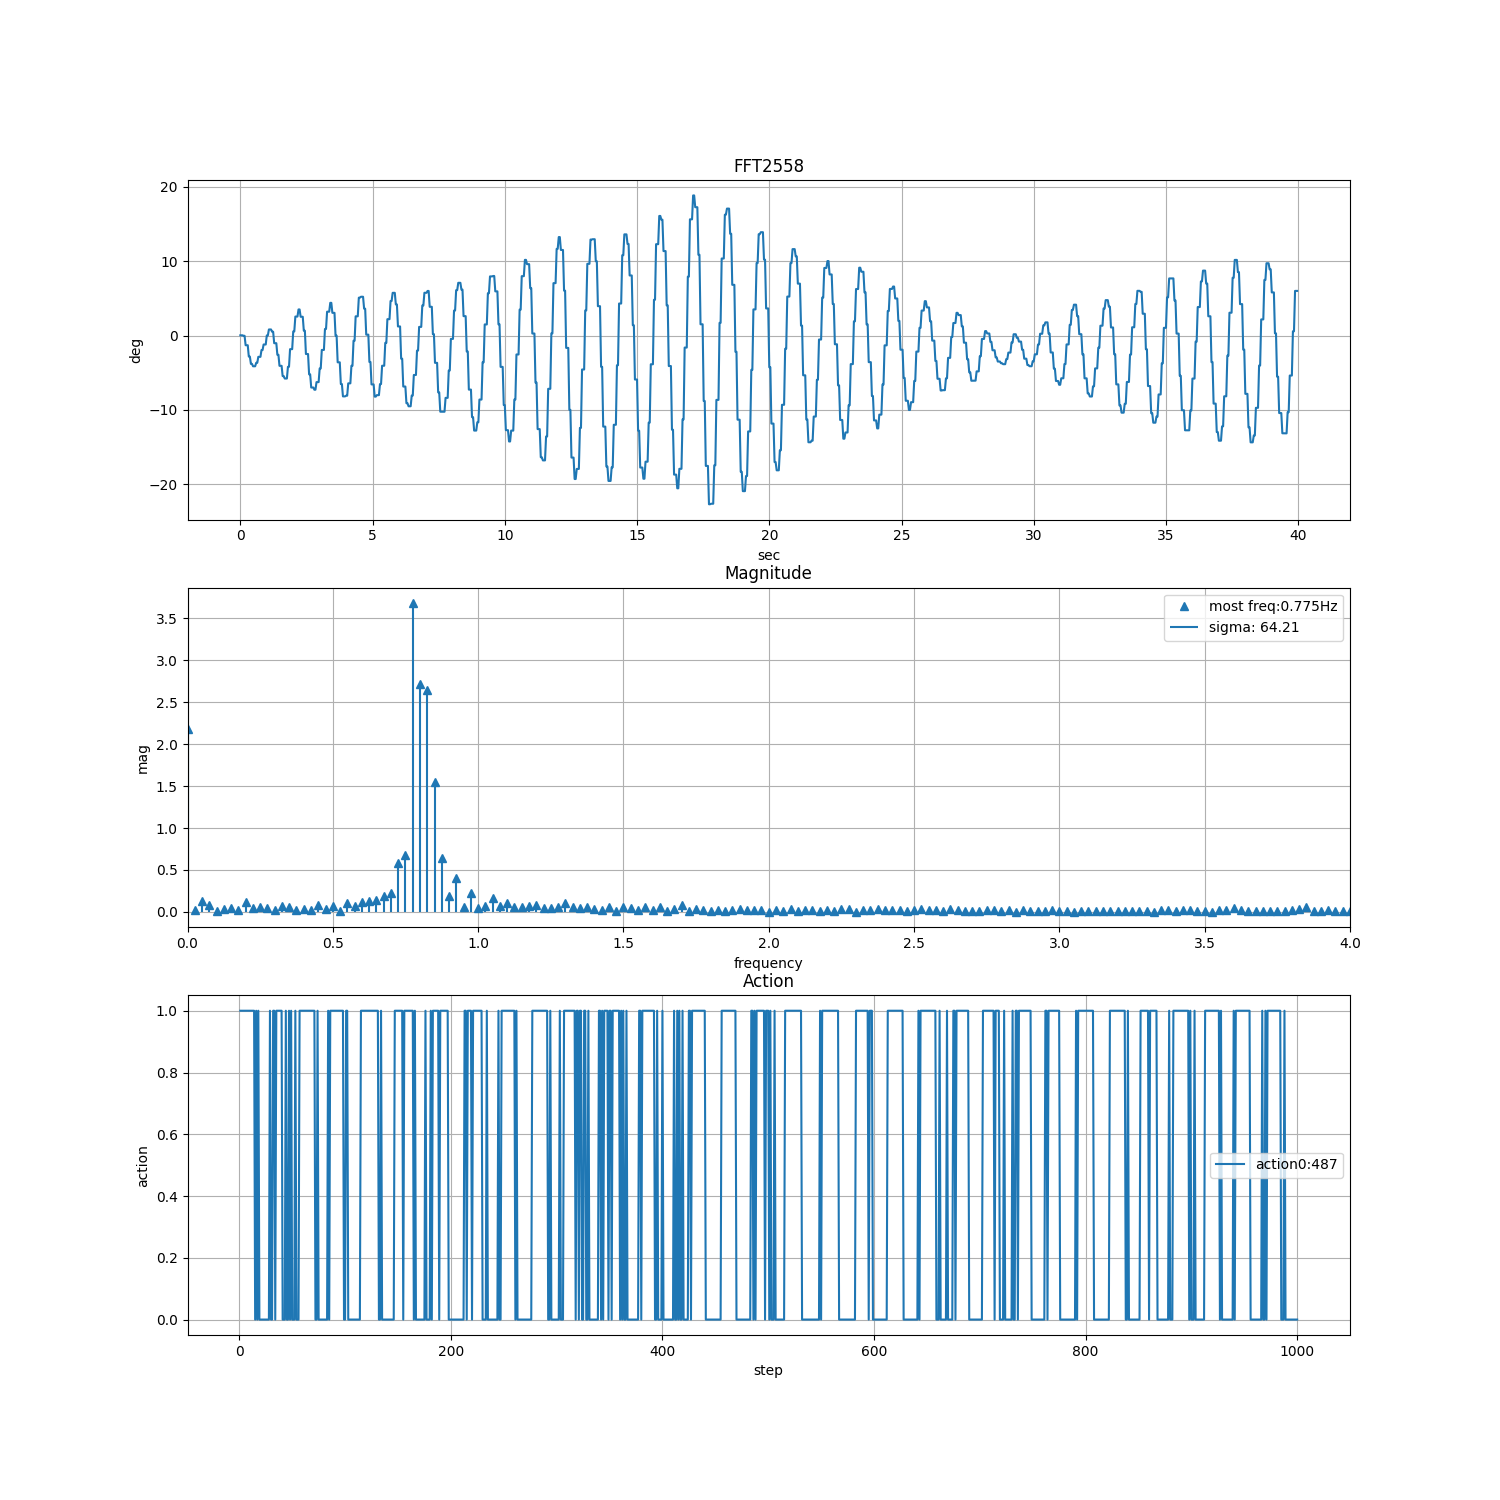 FFT2558
20
10
0
−10
−20
deg
0 5 10 15 20 25 30 35 40
sec
Magnitude
most freq:0.775Hz
sigma: 64.21
3.5
3.0
2.5
2.0
1.5
1.0
0.5
0.0
mag
0.0 0.5 1.0 1.5 2.0 2.5 3.0 3.5 4.0
frequency
Action
1.0
0.8
0.6
0.4
0.2
0.0
action
action0:487
0 200 400 600 800 1000
step